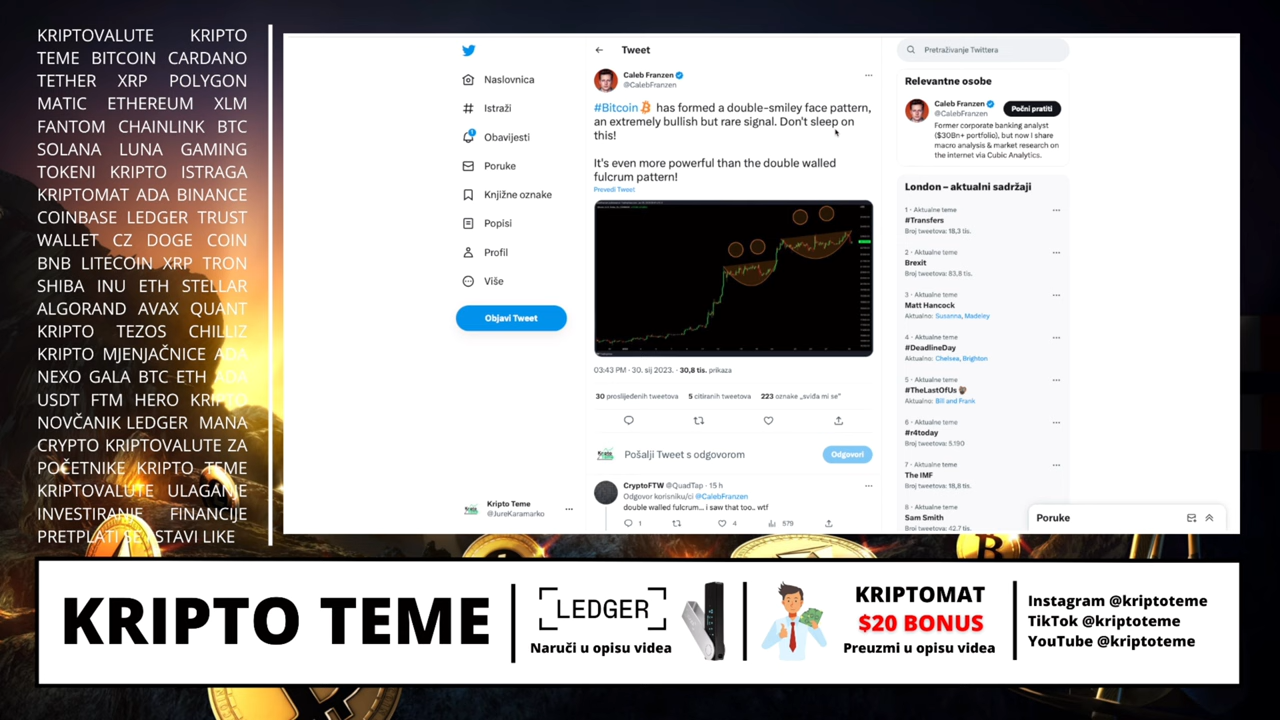 KRIPTOVALUTE KRIPTO
TEME BITCOIN CARDANO
TETHER XRP POLYGON
MATIC ETHEREUM XLM
FANTOM CHAINLINK BTC
SOLANA LUNA GAMING
TOKENI KRIPTO ISTRAGA
KRIPTOMAT ADA BINANCE
COINBASE LEDGER TRUST
WALLET CZ DOGE COIN
BNB LITECOIN XRP TRON
SHIBA INU ETH STELLAR
ALGORAND AVAX QUANT
KRIPTO TEZOS CHILLIZ
KRIPTO MJENJAČNICE ADA
NEXO GALA BTC ETH ADA
USDT FTM HERO
NOVČANIK LEDGER MANA
CRYPTO KRIPTOVALUTA ZA
POČETNIKE KRIPTO TEME
KRIPTOVALUTE ULAGANJE
INVESTIRANJE FINANCIJE
PRETPLATI SE OSTAVI LIKE
Naslovnica
Istraži
Obavijesti
Poruke
Knjižne oznake
Popisi
Profil
Više
Objavi Tweet
Kripto Teme
@JureKaramarko
Tweet
Caleb Franzen
@CalebFranzen
#Bitcoin has formed a double-smiley face pattern,
an extremely bullish but rare signal. Don't sleep on
this!
It's even more powerful than the double walled
fulcrum pattern!
Prevedi Tweet
03:43 PM · 30. sij 2023. · 30,8 tis. prikaza
30 proslijeđenih tweetova 5 citiranih tweetova 223 oznake „sviđa mi se”
Pošalji Tweet s odgovorom
Odgovori
CryptoFTW @QuadTap · 15 h
Odgovor korisniku/ci @CalebFranzen
double walled fulcrum... i saw that too.. wtf
1 4 579
Pretraživanje Twittera
Relevantne osobe
Caleb Franzen
@CalebFranzen
Počni pratiti
Former corporate banking analyst
($30Bn+ portfolio), but now I share
macro analysis & market research on
the internet via Cubic Analytics.
London – aktualni sadržaji
1 · Aktualne teme
#Transfers
Broj tweetova: 18,3 tis.
2 · Aktualne teme
Brexit
Broj tweetova: 83,8 tis.
3 · Aktualne teme
Matt Hancock
Aktualno: Susanna, Madeley
4 · Aktualne teme
#DeadlineDay
Aktualno: Chelsea, Brighton
5 · Aktualne teme
#TheLastOfUs
Aktualno: Bill and Frank
6 · Aktualne teme
#r4today
Broj tweetova: 5.190
7 · Aktualne teme
The IMF
Broj tweetova: 18,8 tis.
8 · Aktualne teme
Sam Smith
Broj tweetova: 42,7 tis.
Poruke
KRIPTO TEME
LEDGER
Naruči u opisu videa
KRIPTOMAT
$20 BONUS
Preuzmi u opisu videa
Instagram @kriptoteme
TikTok @kriptoteme
YouTube @kriptoteme